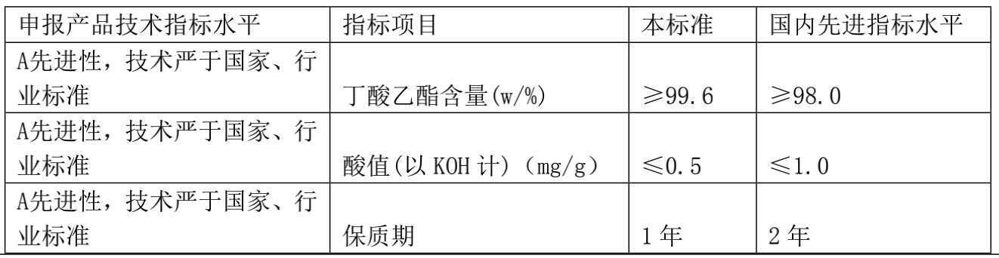 申报产品技术指标水平 指标项目 本标准 国内先进指标水平
A先进性，技术严于国家、行
业标准 丁酸乙酯含量(w/%) ≥99.6 ≥98.0
A先进性，技术严于国家、行
业标准 酸值(以 KOH 计)（mg/g） ≤0.5 ≤1.0
A先进性，技术严于国家、行
业标准 保质期 1 年 2 年